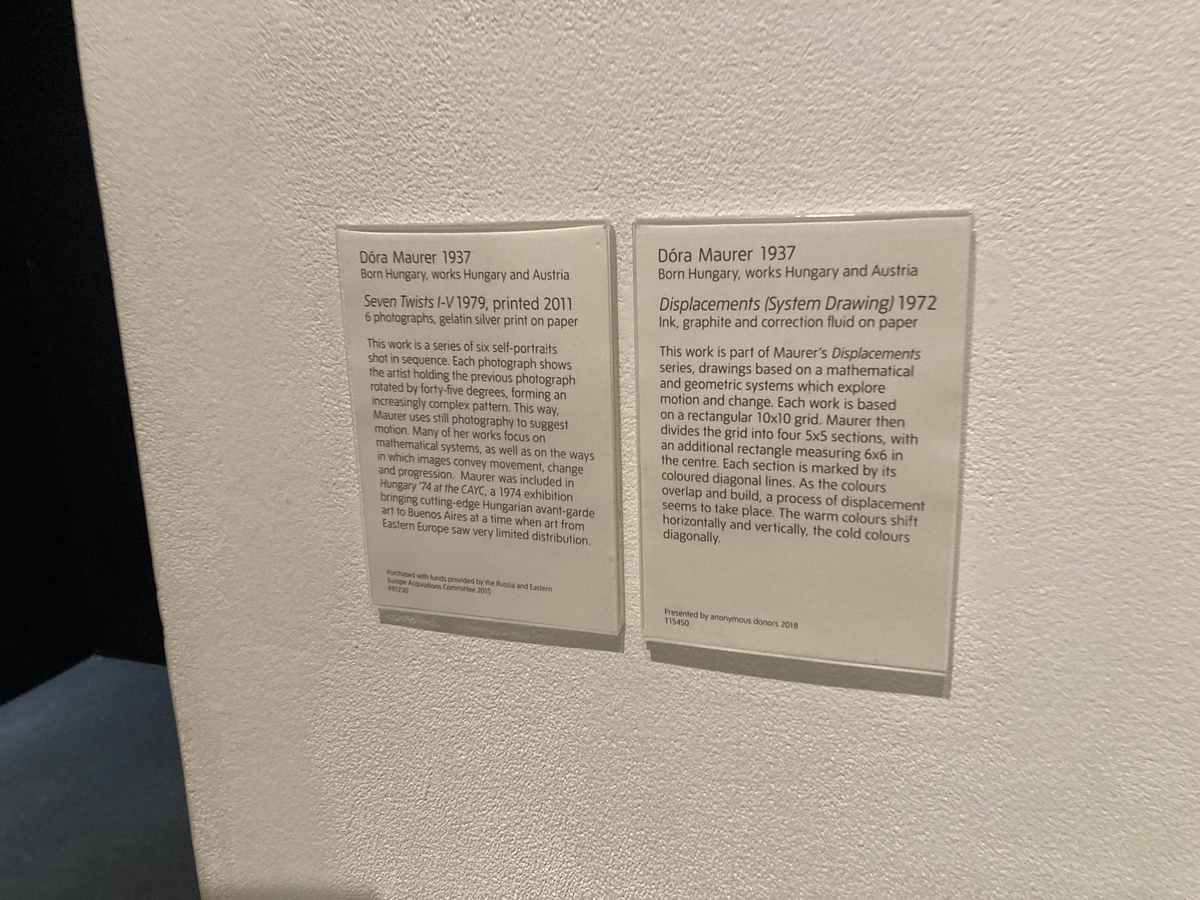 Dóra Maurer 1937
Born Hungary, works Hungary and Austria
Seven Twists I-V 1979, printed 2011
6 photographs, gelatin silver print on paper
This work is a series of six self-portraits
shot in sequence. Each photograph shows
the artist holding the previous photograph
rotated by forty-five degrees, forming an
increasingly complex pattern. This way,
Maurer uses still photography to suggest
motion. Many of her works focus on
mathematical systems, as well as on the ways
in which images convey movement, change
and progression. Maurer was included in
Hungary '74 at the CAYC, a 1974 exhibition
bringing cutting-edge Hungarian avant-garde
art to Buenos Aires at a time when art from
Eastern Europe saw very limited distribution.
Purchased with funds provided by the Russia and Eastern
Europe Acquisitions Committee 2015
P81230
Dóra Maurer 1937
Born Hungary, works Hungary and Austria
Displacements (System Drawing) 1972
Ink, graphite and correction fluid on paper
This work is part of Maurer's Displacements
series, drawings based on a mathematical
and geometric systems which explore
motion and change. Each work is based
on a rectangular 10x10 grid. Maurer then
divides the grid into four 5x5 sections, with
an additional rectangle measuring 6x6 in
the centre. Each section is marked by its
coloured diagonal lines. As the colours
overlap and build, a process of displacement
seems to take place. The warm colours shift
horizontally and vertically, the cold colours
diagonally.
Presented by anonymous donors 2018
T15450